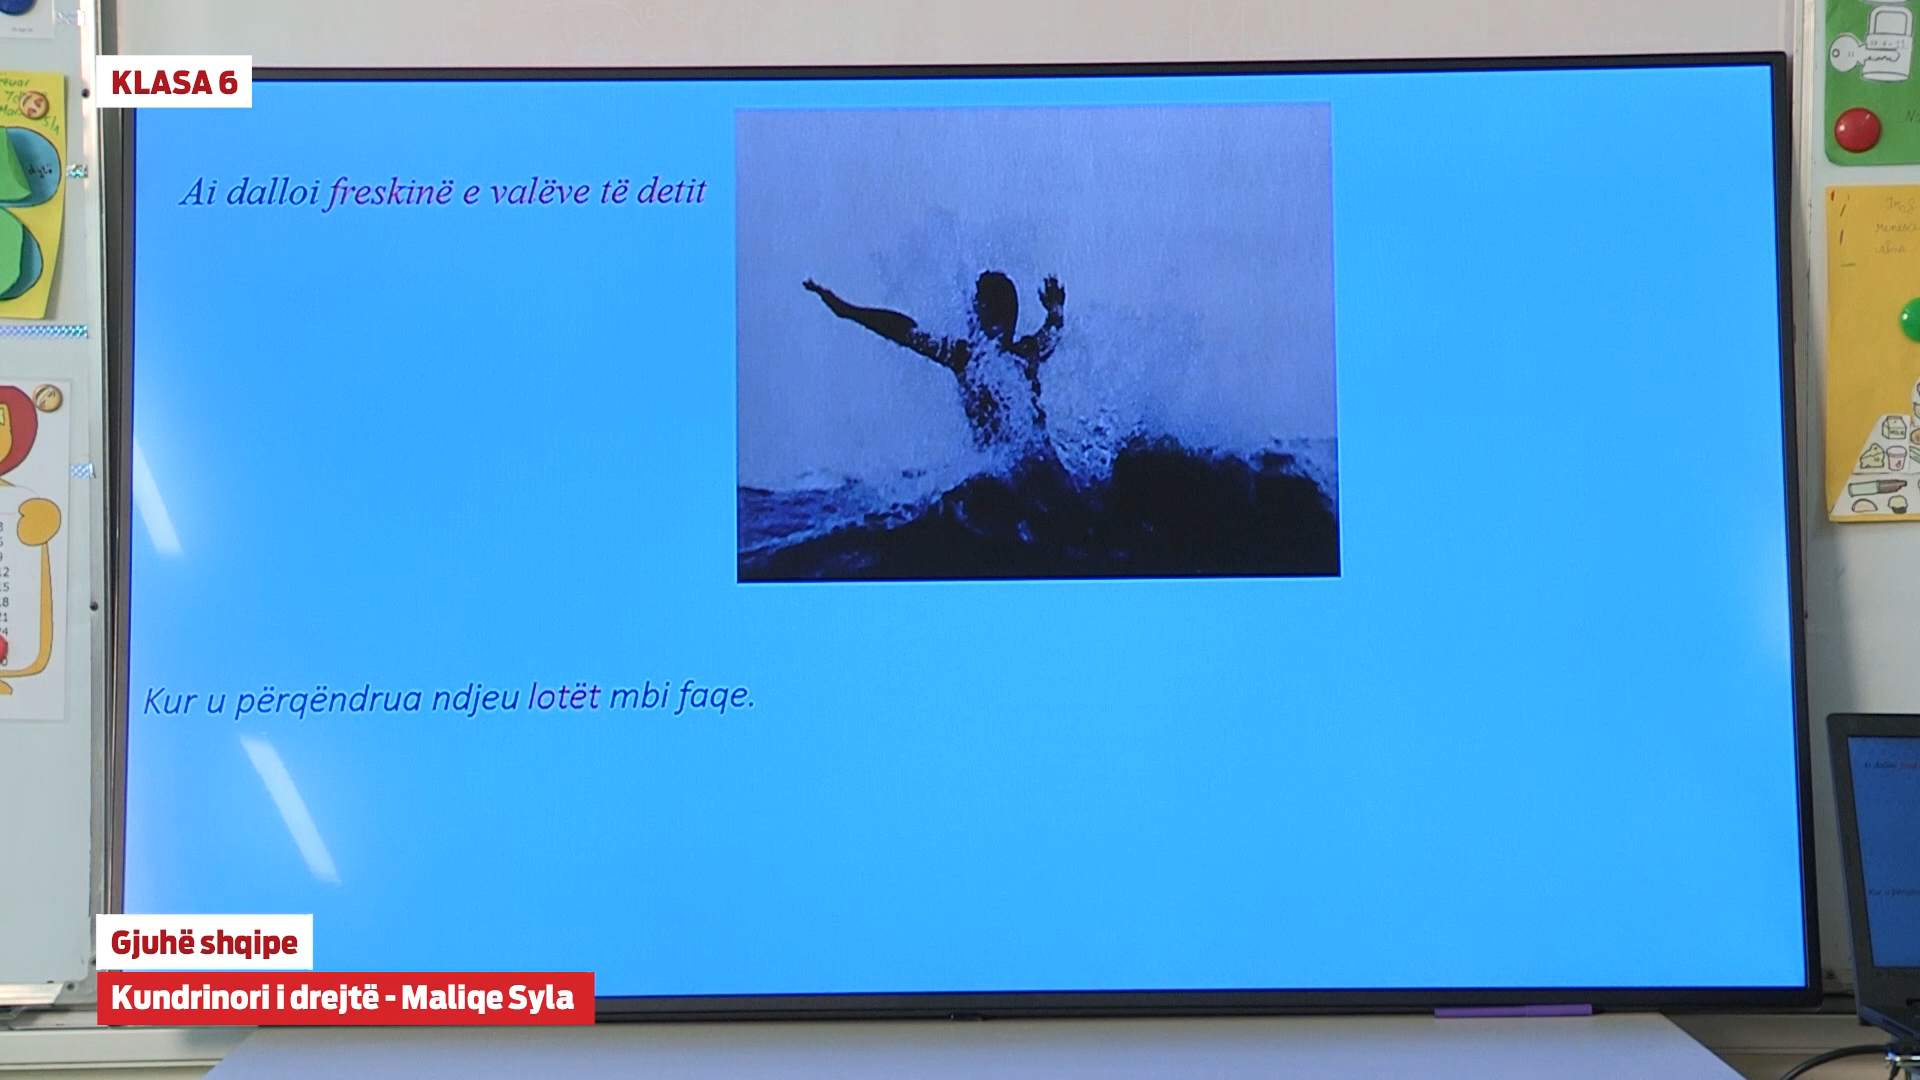 KLASA 6
Ai dalloi freskinë e valëve të detit
Kur u përqëndrua ndjeu lotët mbi faqe.
Gjuhë shqipe
Kundrinori i drejtë - Maliqe Syla